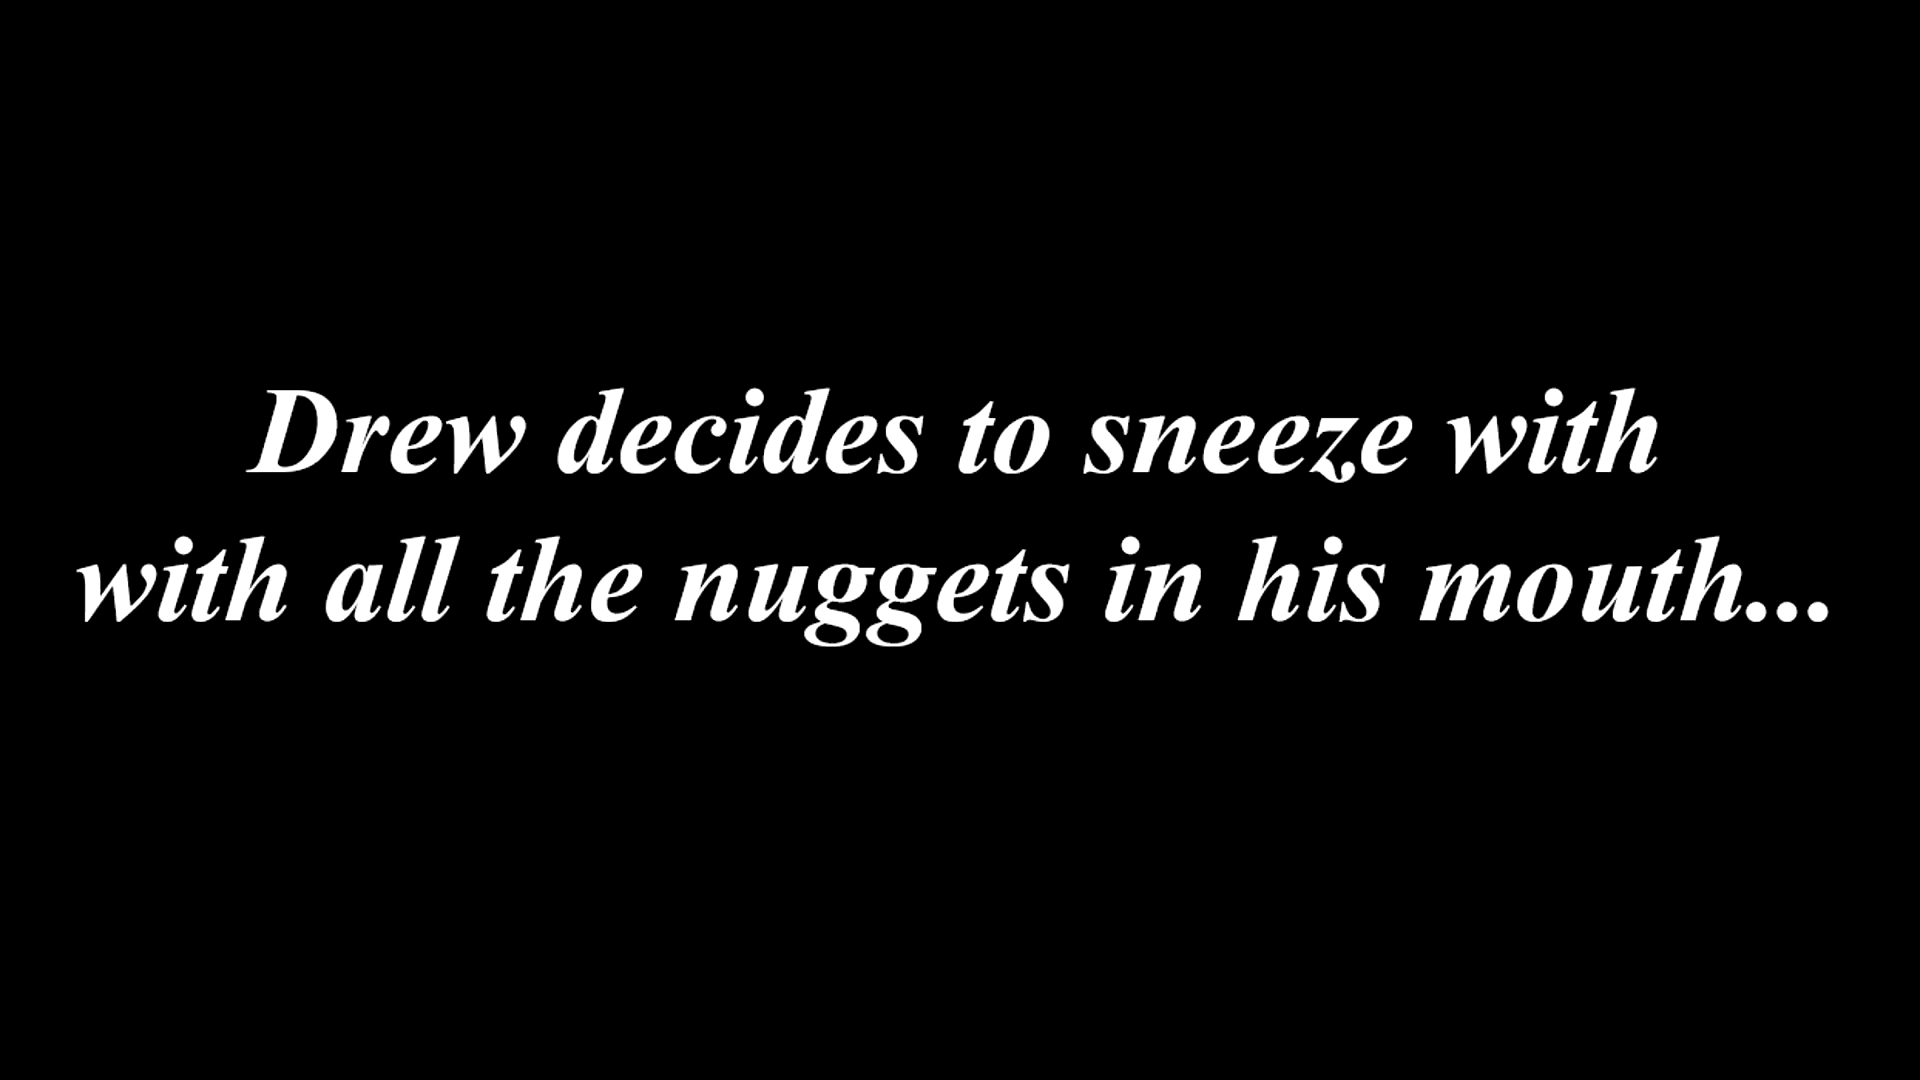 Drew decides to sneeze with
with all the nuggets in his mouth...